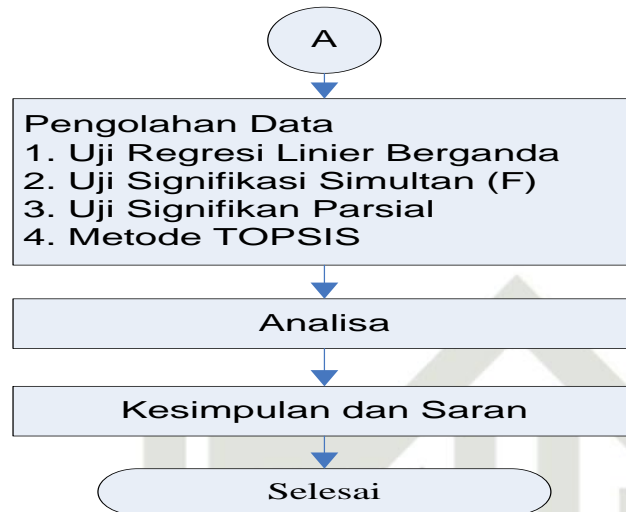 A
Pengolahan Data
1. Uji Regresi Linier Berganda
2. Uji Signifikasi Simultan (F)
3. Uji Signifikan Parsial
4. Metode TOPSIS
Analisa
Kesimpulan dan Saran
Selesai